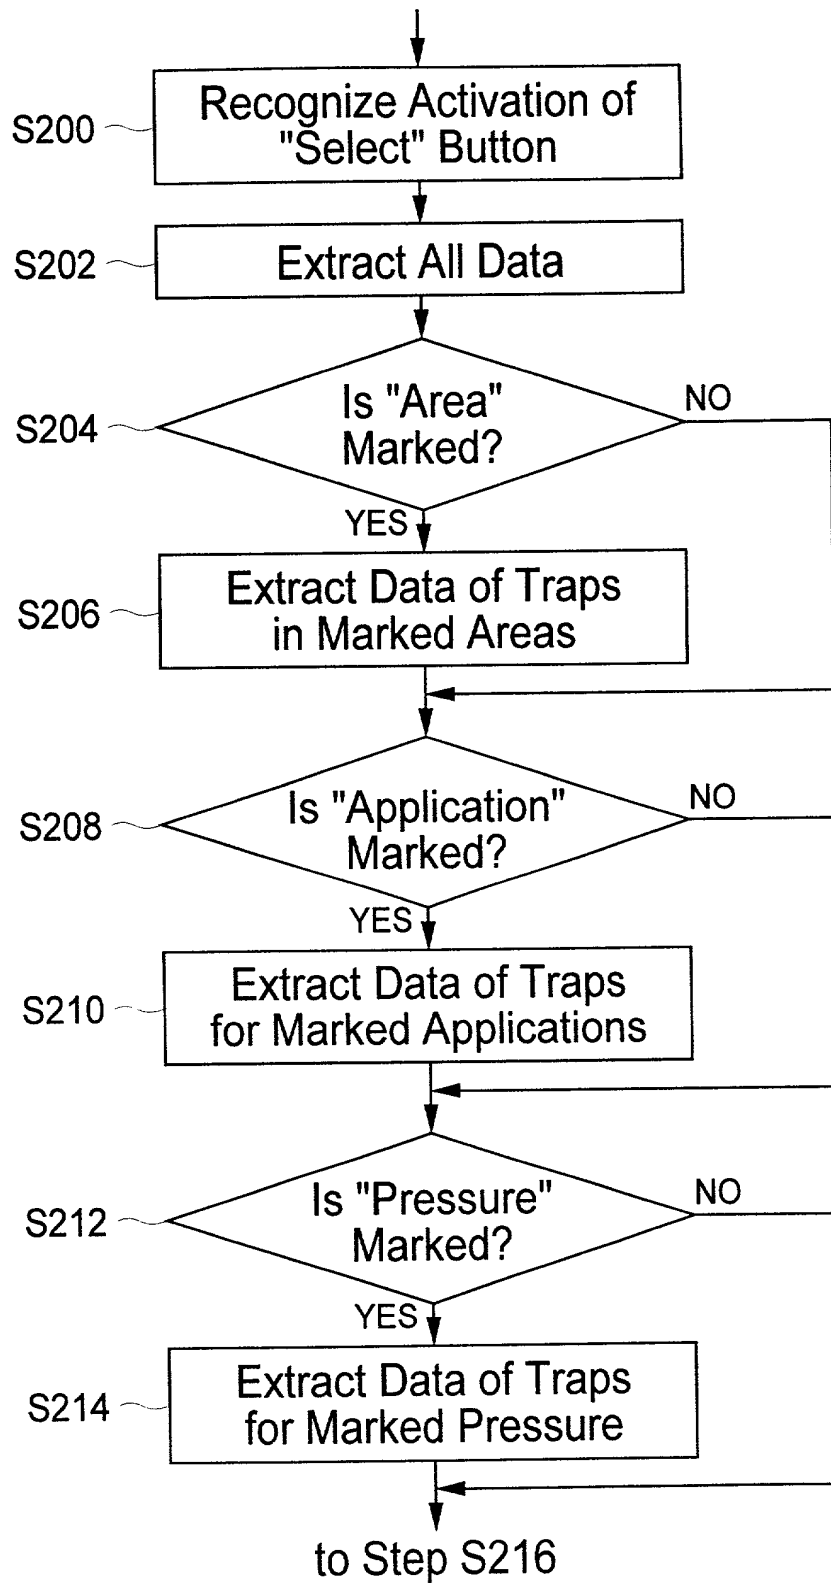 S200
Recognize Activation of
"Select" Button
S202
Extract All Data
S204
Is "Area"
Marked?
NO
YES
S206
Extract Data of Traps
in Marked Areas
S208
Is "Application"
Marked?
NO
YES
S210
Extract Data of Traps
for Marked Applications
S212
Is "Pressure"
Marked?
NO
YES
S214
Extract Data of Traps
for Marked Pressure
to Step S216